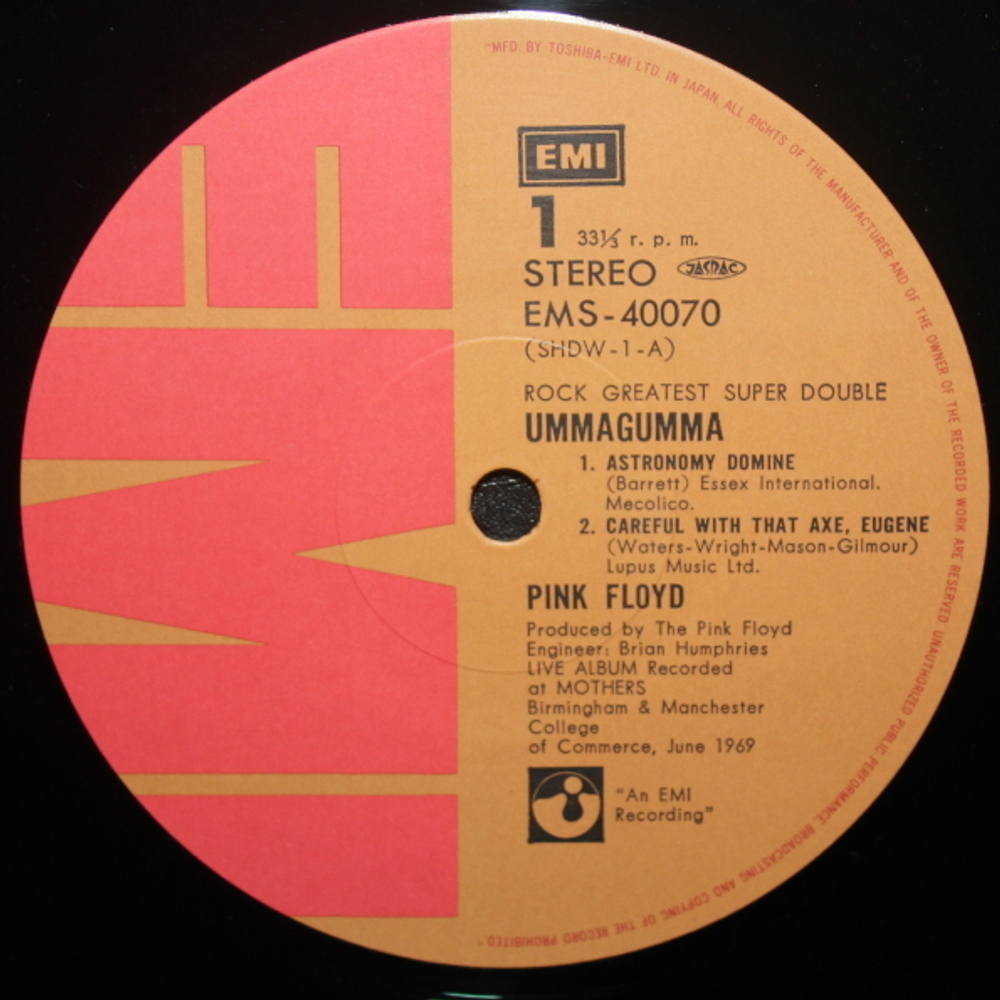 "MFD. BY TOSHIBA-EMI LTD. IN JAPAN. ALL RIGHTS OF THE MANUFACTURER AND OF THE OWNER OF THE RECORDED WORK ARE RESERVED UNAUTHORIZED PUBLIC PERFORMANCE, BROADCASTING AND COPYING OF THE RECORD PROHIBITED."
EMI
1 33⅓ r. p. m.
STEREO JASRAC
EMS-40070
(SHDW-1-A)
ROCK GREATEST SUPER DOUBLE
UMMAGUMMA
1. ASTRONOMY DOMINE
(Barrett) Essex International.
Mecolico.
2. CAREFUL WITH THAT AXE, EUGENE
(Waters-Wright-Mason-Gilmour)
Lupus Music Ltd.
PINK FLOYD
Produced by The Pink Floyd
Engineer: Brian Humphries
LIVE ALBUM Recorded
at MOTHERS
Birmingham & Manchester
College
of Commerce, June 1969
"An EMI
Recording"
EMI